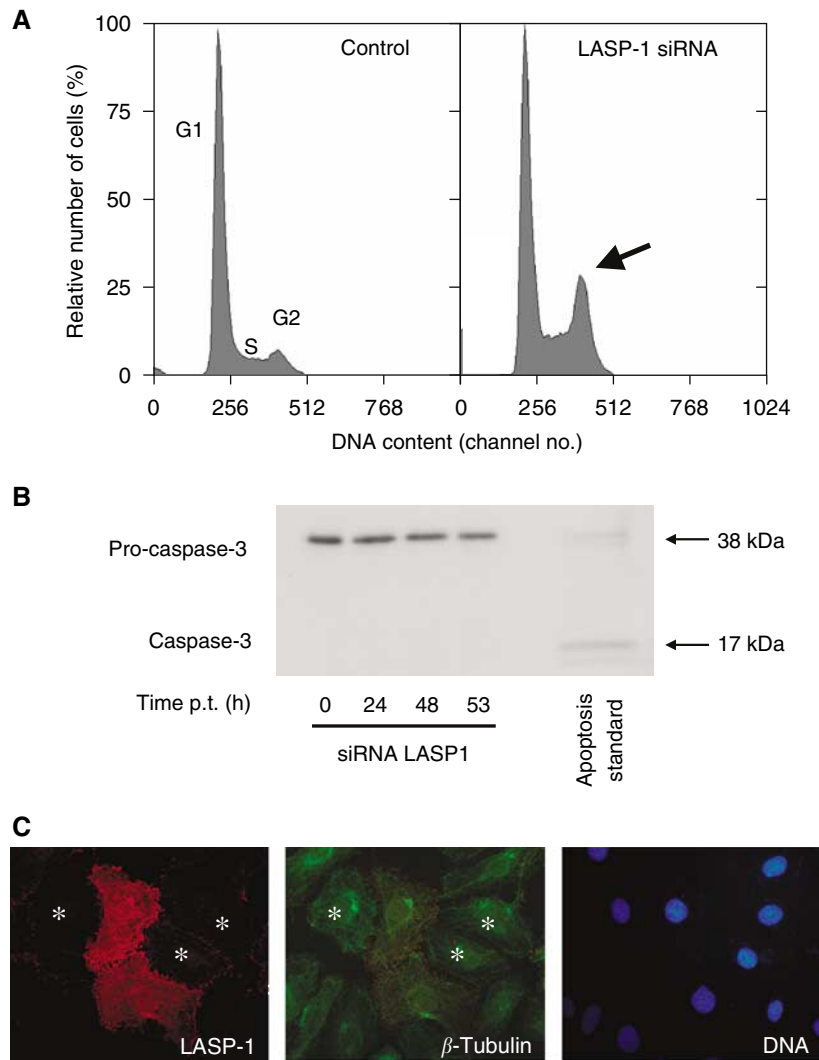 A
Relative number of cells (%)
100
75
50
25
0
Control
LASP-1 siRNA
G1
S
G2
0 256 512 768 0 256 512 768 1024
DNA content (channel no.)
B
Pro-caspase-3
38 kDa
Caspase-3
17 kDa
Time p.t. (h) 0 24 48 53
siRNA LASP1
Apoptosis
standard
C
* * *
LASP-1
* * *
β-Tubulin
DNA